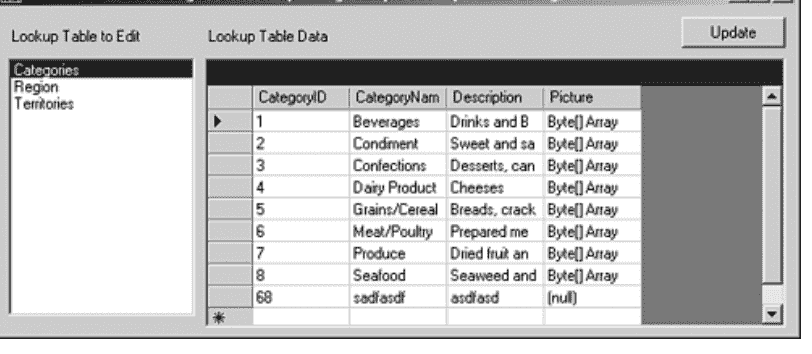 Lookup Table to Edit
Lookup Table Data
Update
Categories
Region
Territories
CategoryID CategoryNam Description Picture
1 Beverages Drinks and B Byte[] Array
2 Condiment Sweet and sa Byte[] Array
3 Confections Desserts, can Byte[] Array
4 Dairy Product Cheeses Byte[] Array
5 Grains/Cereal Breads, crack Byte[] Array
6 Meat/Poultry Prepared me Byte[] Array
7 Produce Dried fruit an Byte[] Array
8 Seafood Seaweed and Byte[] Array
68 sadfasdf asdfasd (null)